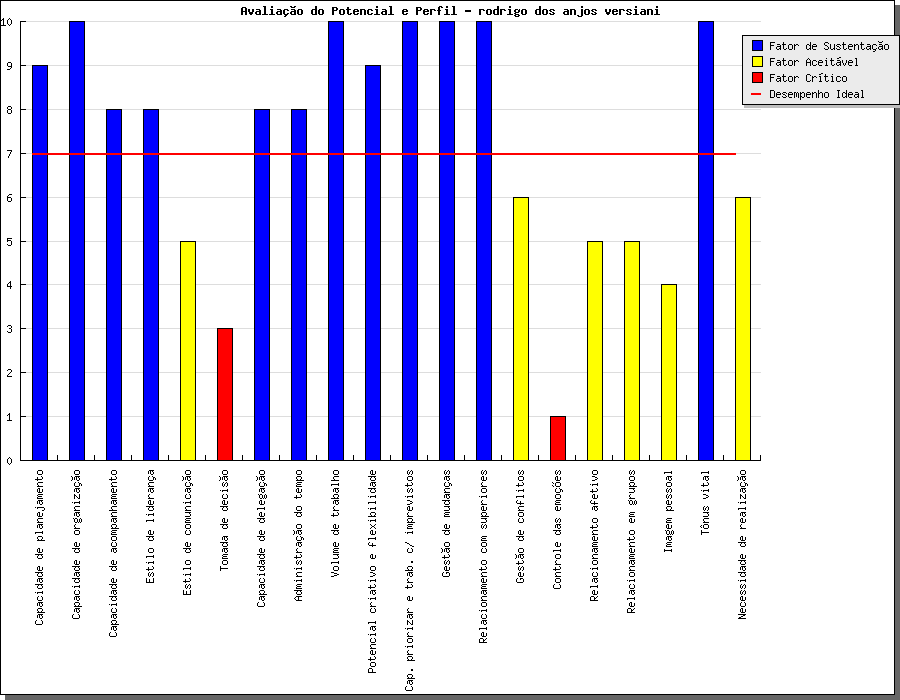 Avaliação do Potencial e Perfil - rodrigo dos anjos versiani
Fator de Sustentação
Fator Aceitável
Fator Crítico
Desempenho Ideal
10
9
8
7
6
5
4
3
2
1
0
Capacidade de planejamento
Capacidade de organização
Capacidade de acompanhamento
Estilo de liderança
Estilo de comunicação
Tomada de decisão
Capacidade de delegação
Administração do tempo
Volume de trabalho
Potencial criativo e flexibilidade
Cap. priorizar e trab. c/ imprevistos
Gestão de mudanças
Relacionamento com superiores
Gestão de conflitos
Controle das emoções
Relacionamento afetivo
Relacionamento em grupos
Imagem pessoal
Tônus vital
Necessidade de realização